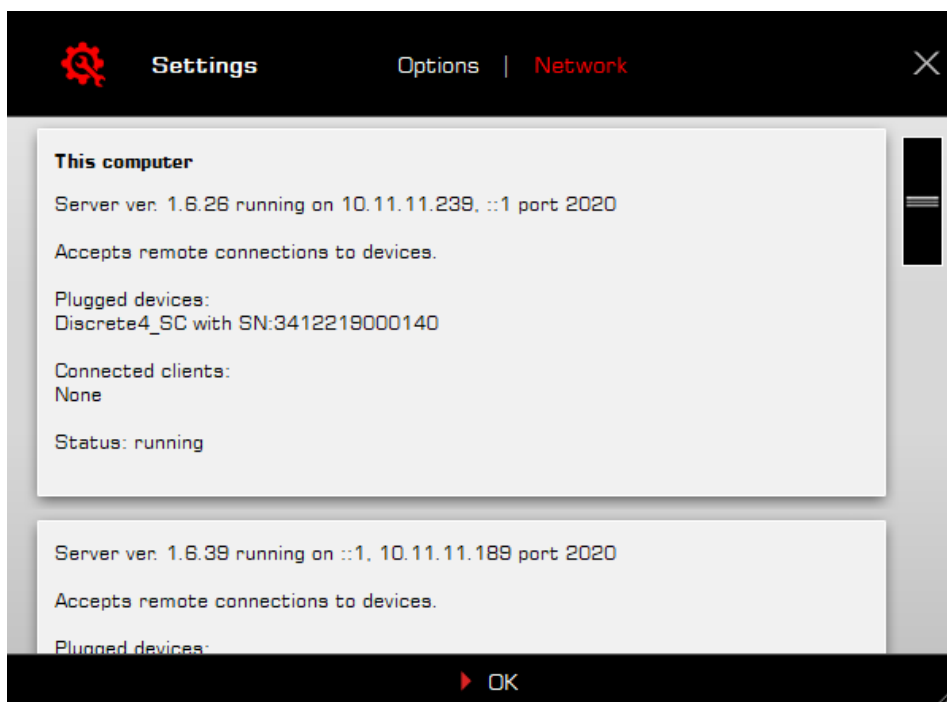 Settings
Options | Network
This computer
Server ver. 1.6.26 running on 10.11.11.239, ::1 port 2020
Accepts remote connections to devices.
Plugged devices:
Discrete4_SC with SN:3412219000140
Connected clients:
None
Status: running
Server ver. 1.6.39 running on ::1, 10.11.11.189 port 2020
Accepts remote connections to devices.
Plugged devices:
OK